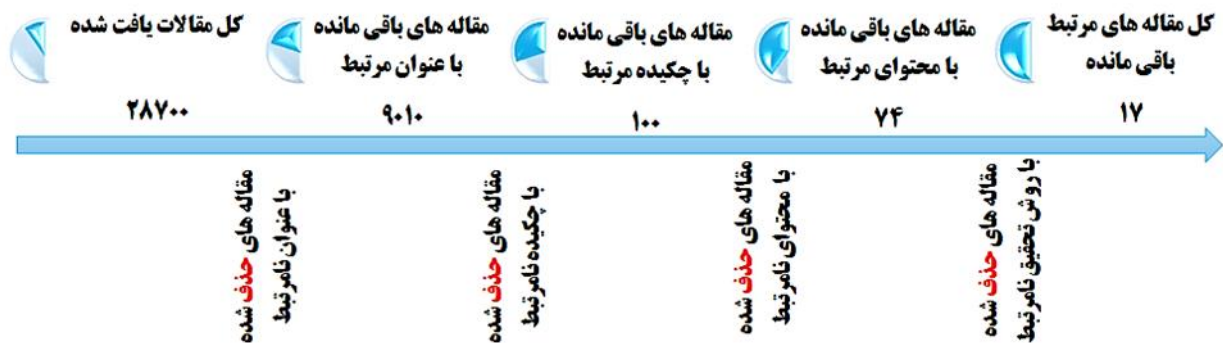 کل مقالات یافت شده
۲۸۷۰۰
مقاله های باقی مانده
با عنوان مرتبط
۹۰۱۰
مقاله های باقی مانده
با چکیده مرتبط
۱۰۰
مقاله های باقی مانده
با محتوای مرتبط
۷۴
کل مقاله های مرتبط
باقی مانده
۱۷
مقاله های حذف شده
با عنوان نامرتبط
مقاله های حذف شده
با چکیده نامرتبط
مقاله های حذف شده
با محتوای نامرتبط
مقاله های حذف شده
با روش تحقیق نامرتبط